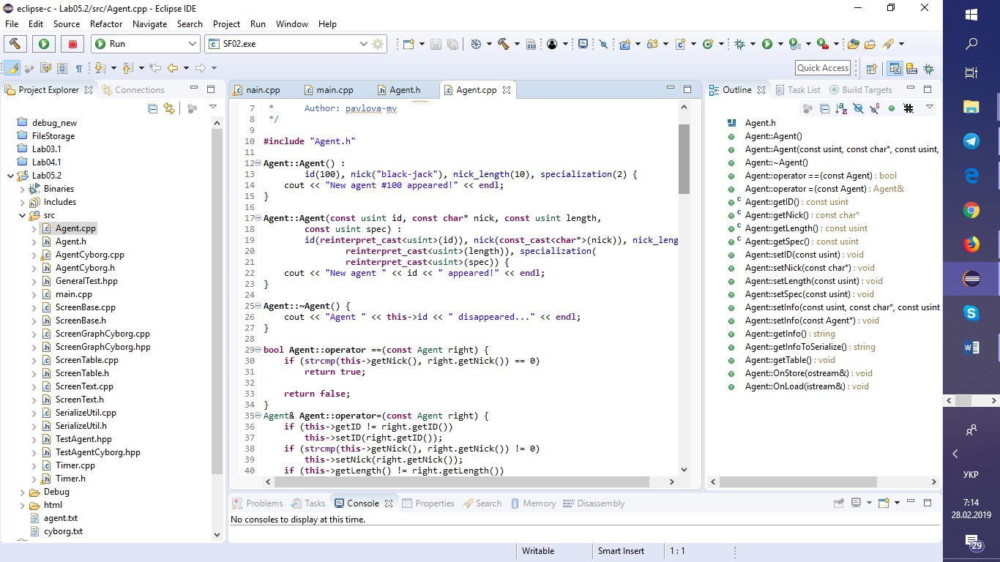 eclipse-c - Lab05.2/src/Agent.cpp - Eclipse IDE
File Edit Source Refactor Navigate Search Project Run Window Help
Run SF02.exe
Quick Access
Project Explorer Connections
debug_new
FileStorage
Lab03.1
Lab04.1
Lab05.2
Binaries
Includes
src
Agent.cpp
Agent.h
AgentCyborg.cpp
AgentCyborg.h
GeneralTest.hpp
main.cpp
ScreenBase.cpp
ScreenBase.h
ScreenGraphCyborg.cpp
ScreenGraphCyborg.hpp
ScreenTable.cpp
ScreenTable.h
ScreenText.cpp
ScreenText.h
SerializeUtil.cpp
SerializeUtil.h
TestAgent.hpp
TestAgentCyborg.hpp
Timer.cpp
Timer.h
Debug
html
agent.txt
cyborg.txt
nain.cpp main.cpp Agent.h Agent.cpp
7 * Author: pavlova-mv
8 */
9
10 #include "Agent.h"
11
12 Agent::Agent() :
13 id(100), nick("black-jack"), nick_length(10), specialization(2) {
14 cout << "New agent #100 appeared!" << endl;
15 }
16
17 Agent::Agent(const usint id, const char* nick, const usint length,
18 const usint spec) :
19 id(reinterpret_cast<usint>(id)), nick(const_cast<char*>(nick)), nick_leng
20 reinterpret_cast<usint>(length)), specialization(
21 reinterpret_cast<usint>(spec)) {
22 cout << "New agent " << id << " appeared!" << endl;
23 }
24
25 Agent::~Agent() {
26 cout << "Agent " << this->id << " disappeared..." << endl;
27 }
28
29 bool Agent::operator ==(const Agent right) {
30 if (strcmp(this->getNick(), right.getNick()) == 0)
31 return true;
32
33 return false;
34 }
35 Agent& Agent::operator=(const Agent right) {
36 if (this->getID != right.getID())
37 this->setID(right.getID());
38 if (strcmp(this->getNick(), right.getNick()) != 0)
39 this->setNick(right.getNick());
40 if (this->getLength() != right.getLength())
Outline Task List Build Targets
Agent.h
Agent::Agent()
Agent::Agent(const usint, const char*, const usint,
Agent::~Agent()
Agent::operator ==(const Agent) : bool
Agent::operator =(const Agent) : Agent&
Agent::getID() : const usint
Agent::getNick() : const char*
Agent::getLength() : const usint
Agent::getSpec() : const usint
Agent::setID(const usint) : void
Agent::setNick(const char*) : void
Agent::setLength(const usint) : void
Agent::setSpec(const usint) : void
Agent::setInfo(const usint, const char*, const usint
Agent::setInfo(const Agent*) : void
Agent::getInfo() : string
Agent::getInfoToSerialize() : string
Agent::getTable() : void
Agent::OnStore(ostream&) : void
Agent::OnLoad(istream&) : void
Problems Tasks Console Properties Search Memory Disassembly
No consoles to display at this time.
Writable Smart Insert 1 : 1
УКР
7:14
28.02.2019
29